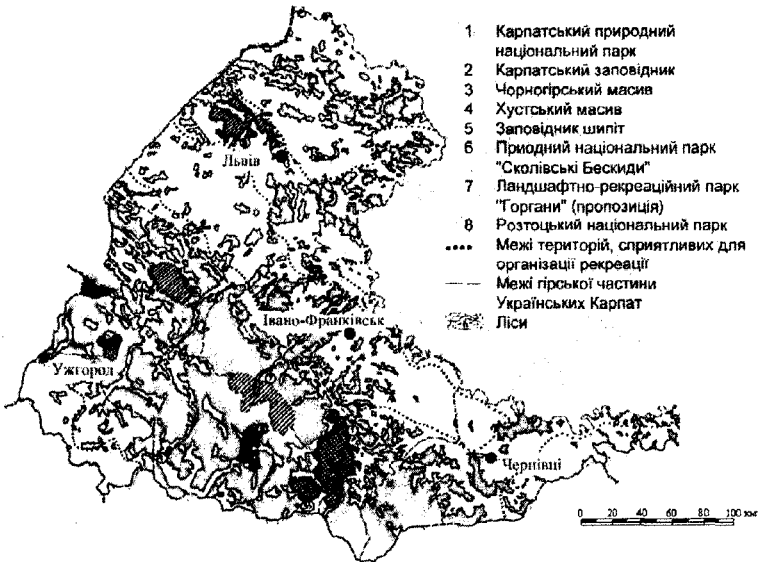 1 Карпатський природний
національний парк
2 Карпатський заповідник
3 Чорногірський масив
4 Хустський масив
5 Заповідник шипіт
6 Приодний національний парк
"Сколівські Бескиди"
7 Ландшафтно-рекреаційний парк
"Горгани" (пропозиція)
8 Розтоцький національний парк
Межі територій, сприятливих для
організації рекреації
Межі гірської частини
Українських Карпат
Ліси
Львів
Івано-Франківськ
Ужгород
Чернівці
0 20 40 60 80 100 км